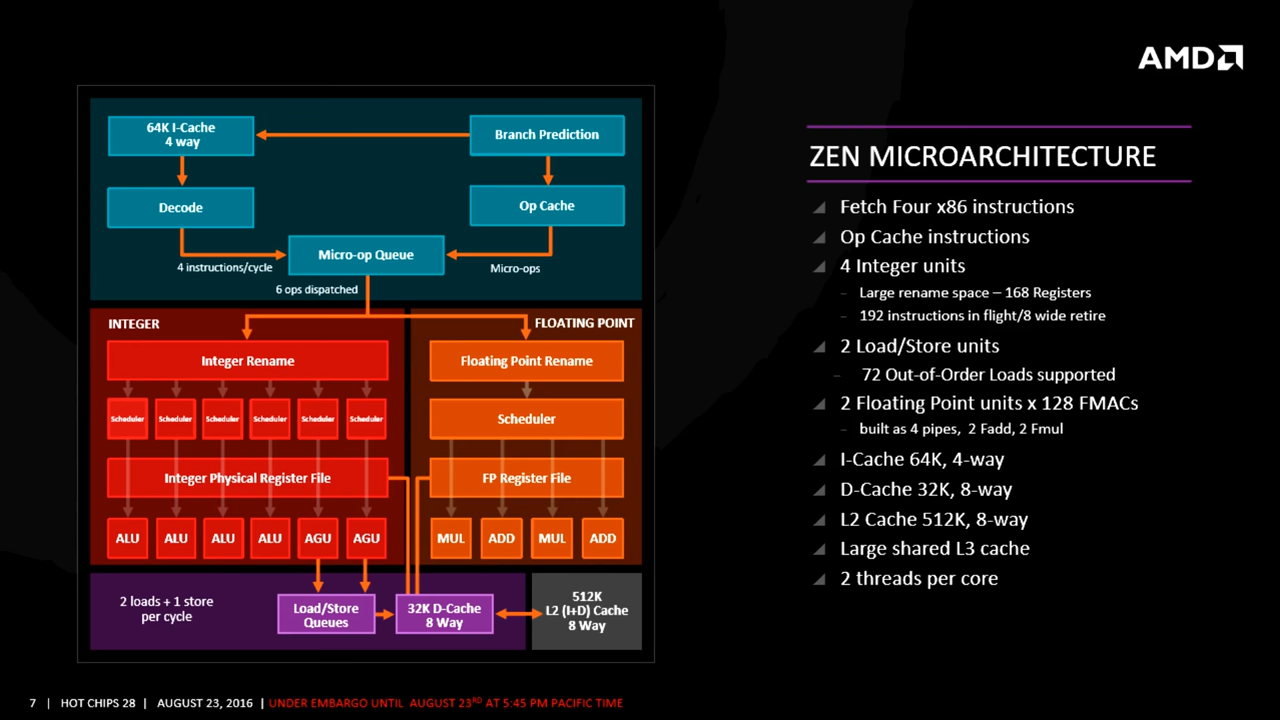 AMD
64K I-Cache
4 way
Branch Prediction
Decode
Op Cache
Micro-op Queue
4 instructions/cycle
Micro-ops
6 ops dispatched
INTEGER
FLOATING POINT
Integer Rename
Floating Point Rename
Scheduler
Scheduler
Scheduler
Scheduler
Scheduler
Scheduler
Scheduler
Integer Physical Register File
FP Register File
ALU
ALU
ALU
ALU
AGU
AGU
MUL
ADD
MUL
ADD
2 loads + 1 store
per cycle
Load/Store
Queues
32K D-Cache
8 Way
512K
L2 (I+D) Cache
8 Way
ZEN MICROARCHITECTURE
Fetch Four x86 instructions
Op Cache instructions
4 Integer units
– Large rename space – 168 Registers
– 192 instructions in flight/8 wide retire
2 Load/Store units
– 72 Out-of-Order Loads supported
2 Floating Point units x 128 FMACs
– built as 4 pipes, 2 Fadd, 2 Fmul
I-Cache 64K, 4-way
D-Cache 32K, 8-way
L2 Cache 512K, 8-way
Large shared L3 cache
2 threads per core
7 | HOT CHIPS 28 | AUGUST 23, 2016 | UNDER EMBARGO UNTIL AUGUST 23RD AT 5:45 PM PACIFIC TIME